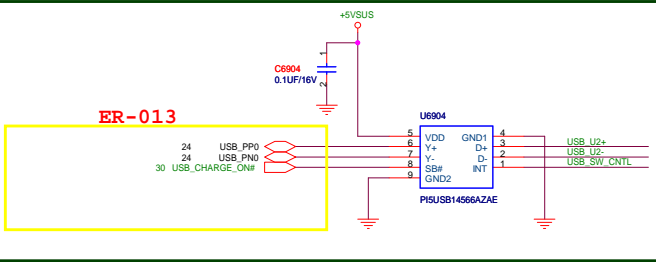 +5VSUS
1
C6904
0.1UF/16V
2
ER-013
U6904
5 VDD GND1 4
24 USB_PP0 6 Y+ D+ 3 USB_U2+
24 USB_PN0 7 Y- D- 2 USB_U2-
30 USB_CHARGE_ON# 8 SB# INT 1 USB_SW_CNTL
9 GND2
PI5USB14566AZAE